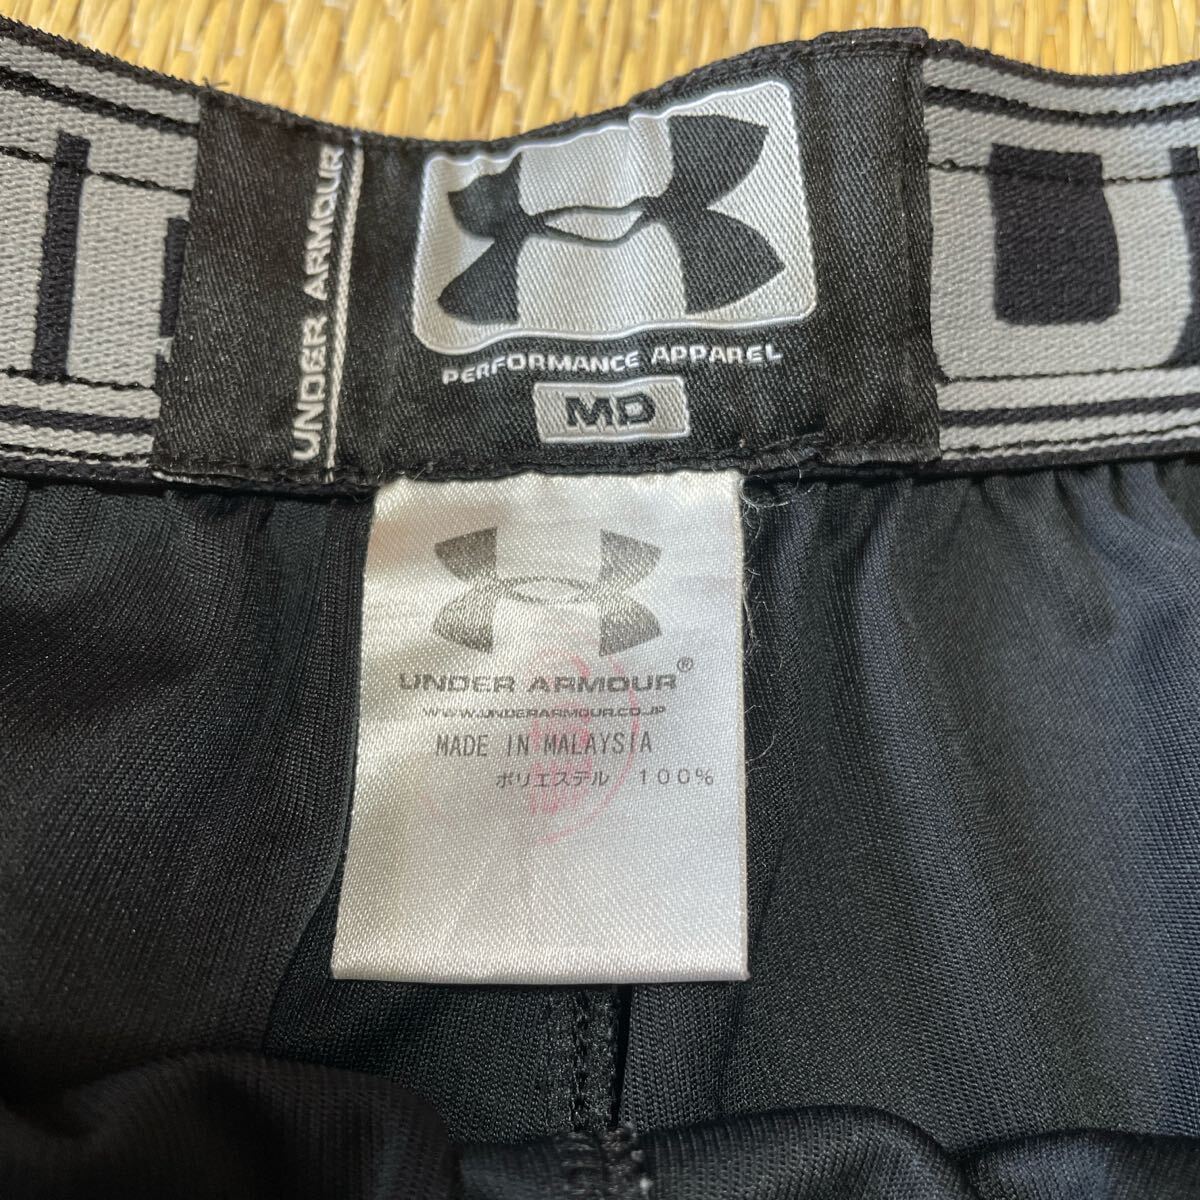 UNDER ARMOUR
PERFORMANCE APPAREL
MD
UNDER ARMOUR®
WWW.UNDERARMOUR.CO.JP
MADE IN MALAYSIA
ポリエステル 100%